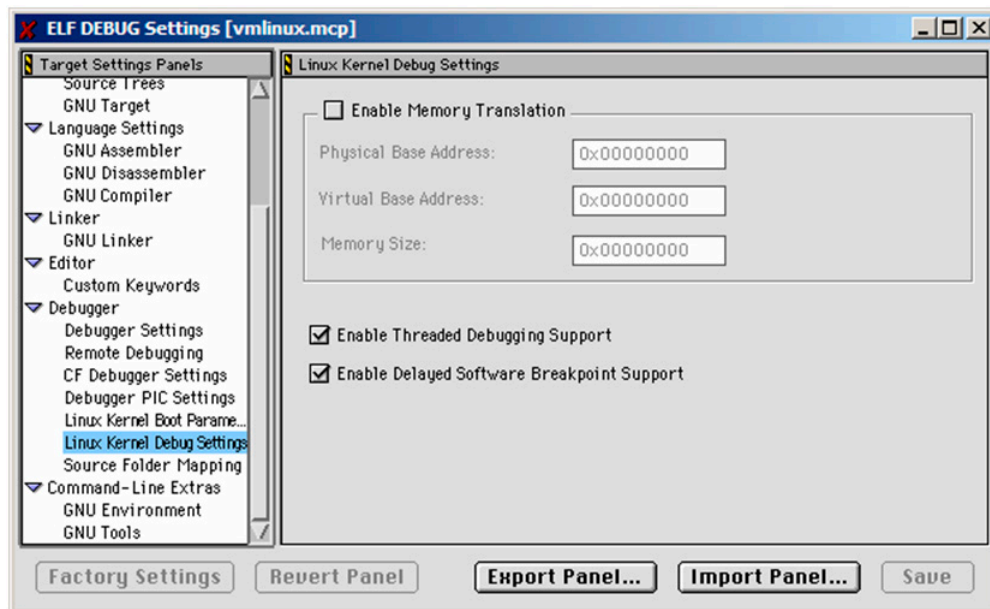 ELF DEBUG Settings [vmlinux.mcp]
Target Settings Panels
Source Trees
GNU Target
Language Settings
GNU Assembler
GNU Disassembler
GNU Compiler
Linker
GNU Linker
Editor
Custom Keywords
Debugger
Debugger Settings
Remote Debugging
CF Debugger Settings
Debugger PIC Settings
Linux Kernel Boot Parame...
Linux Kernel Debug Settings
Source Folder Mapping
Command-Line Extras
GNU Environment
GNU Tools
Linux Kernel Debug Settings
Enable Memory Translation
Physical Base Address: 0x00000000
Virtual Base Address: 0x00000000
Memory Size: 0x00000000
Enable Threaded Debugging Support
Enable Delayed Software Breakpoint Support
Factory Settings Revert Panel Export Panel... Import Panel... Save